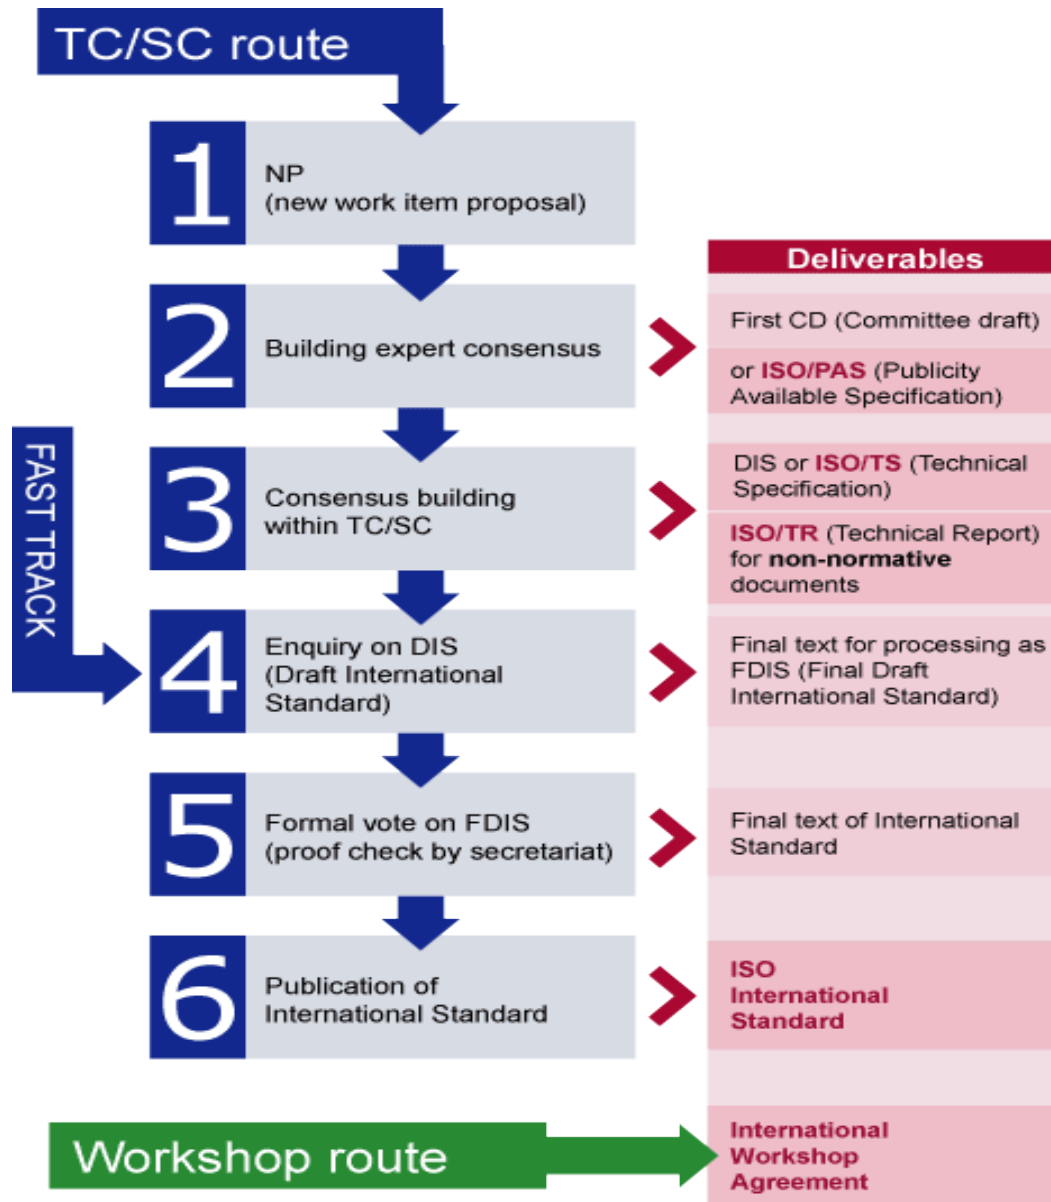 TC/SC route
1
NP
(new work item proposal)
Deliverables
2
Building expert consensus
First CD (Committee draft)
or ISO/PAS (Publicity
Available Specification)
FAST TRACK
3
Consensus building
within TC/SC
DIS or ISO/TS (Technical
Specification)
ISO/TR (Technical Report)
for non-normative
documents
4
Enquiry on DIS
(Draft International
Standard)
Final text for processing as
FDIS (Final Draft
International Standard)
5
Formal vote on FDIS
(proof check by secretariat)
Final text of International
Standard
6
Publication of
International Standard
ISO
International
Standard
Workshop route
International
Workshop
Agreement